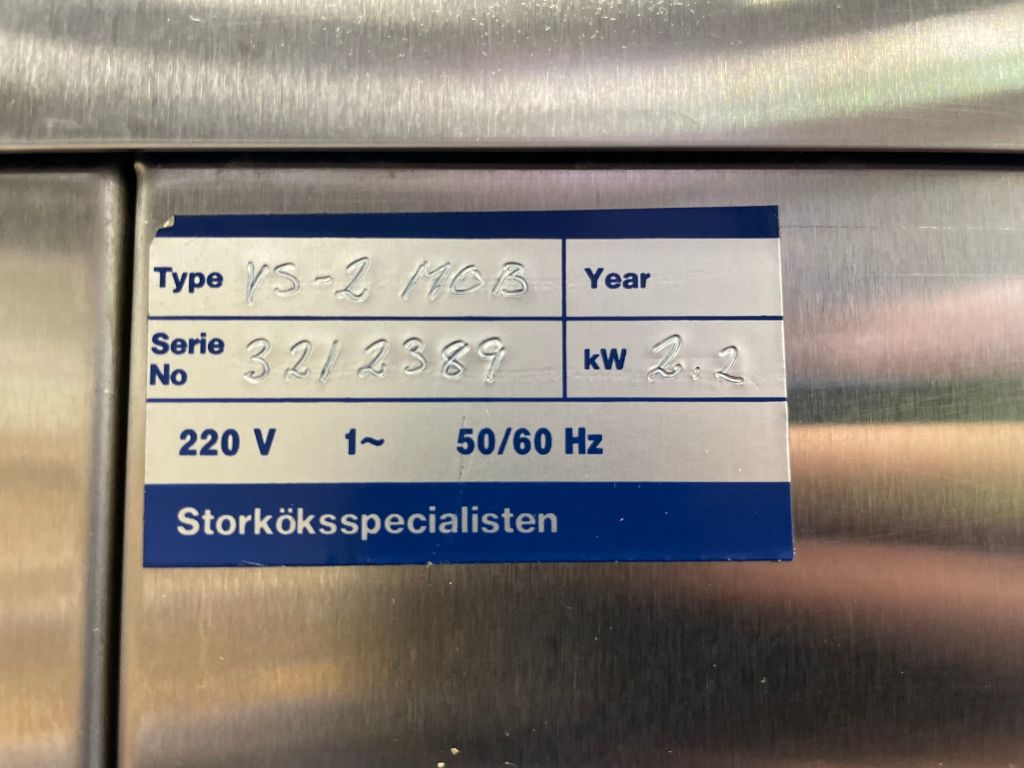 Type VS-2 MOB Year
Serie No 3212389 kW 2.2
220 V 1~ 50/60 Hz
Storköksspecialisten